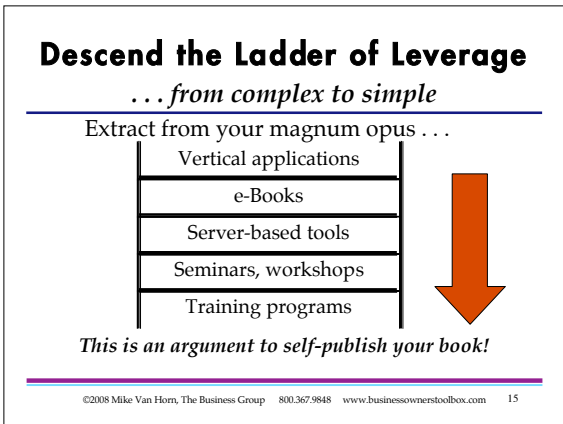 Descend the Ladder of Leverage
. . . from complex to simple
Extract from your magnum opus . . .
Vertical applications
e-Books
Server-based tools
Seminars, workshops
Training programs
This is an argument to self-publish your book!
©2008 Mike Van Horn, The Business Group 800.367.9848 www.businessownerstoolbox.com 15